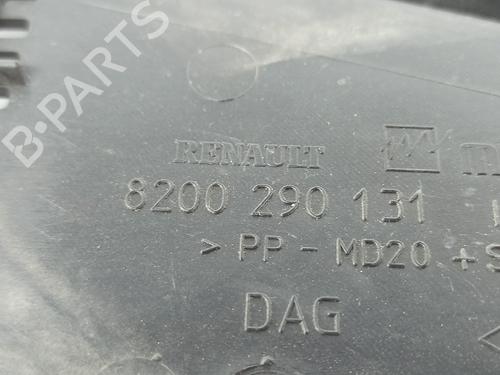 B-PARTS
RENAULT
8200 290 131
> PP - MD20 + S
DAG